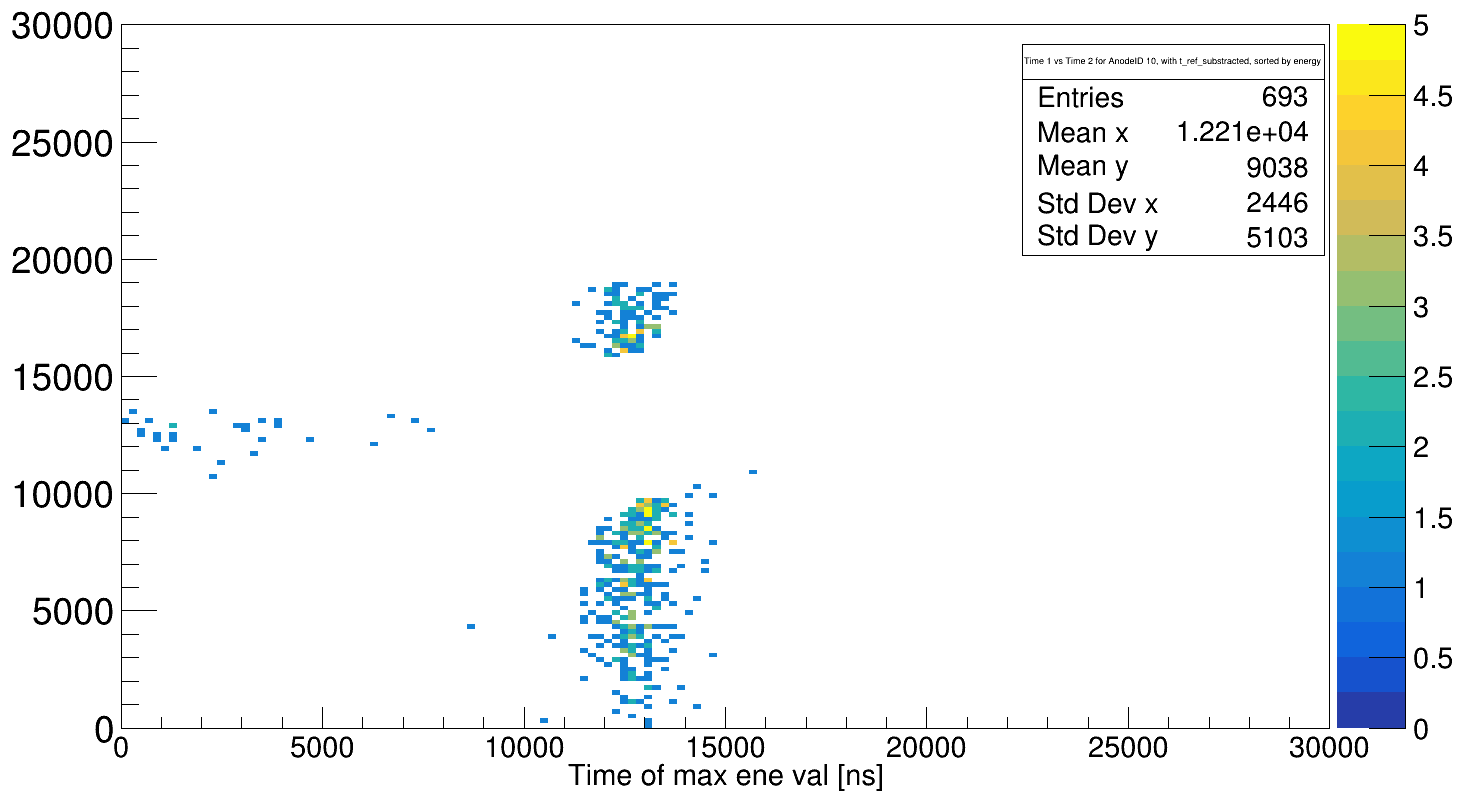 30000
25000
20000
15000
10000
5000
0
0 5000 10000 15000 20000 25000 30000
Time of max ene val [ns]
Time 1 vs Time 2 for AnodeID 10, with t_ref_substracted, sorted by energy
Entries 693
Mean x 1.221e+04
Mean y 9038
Std Dev x 2446
Std Dev y 5103
5
4.5
4
3.5
3
2.5
2
1.5
1
0.5
0